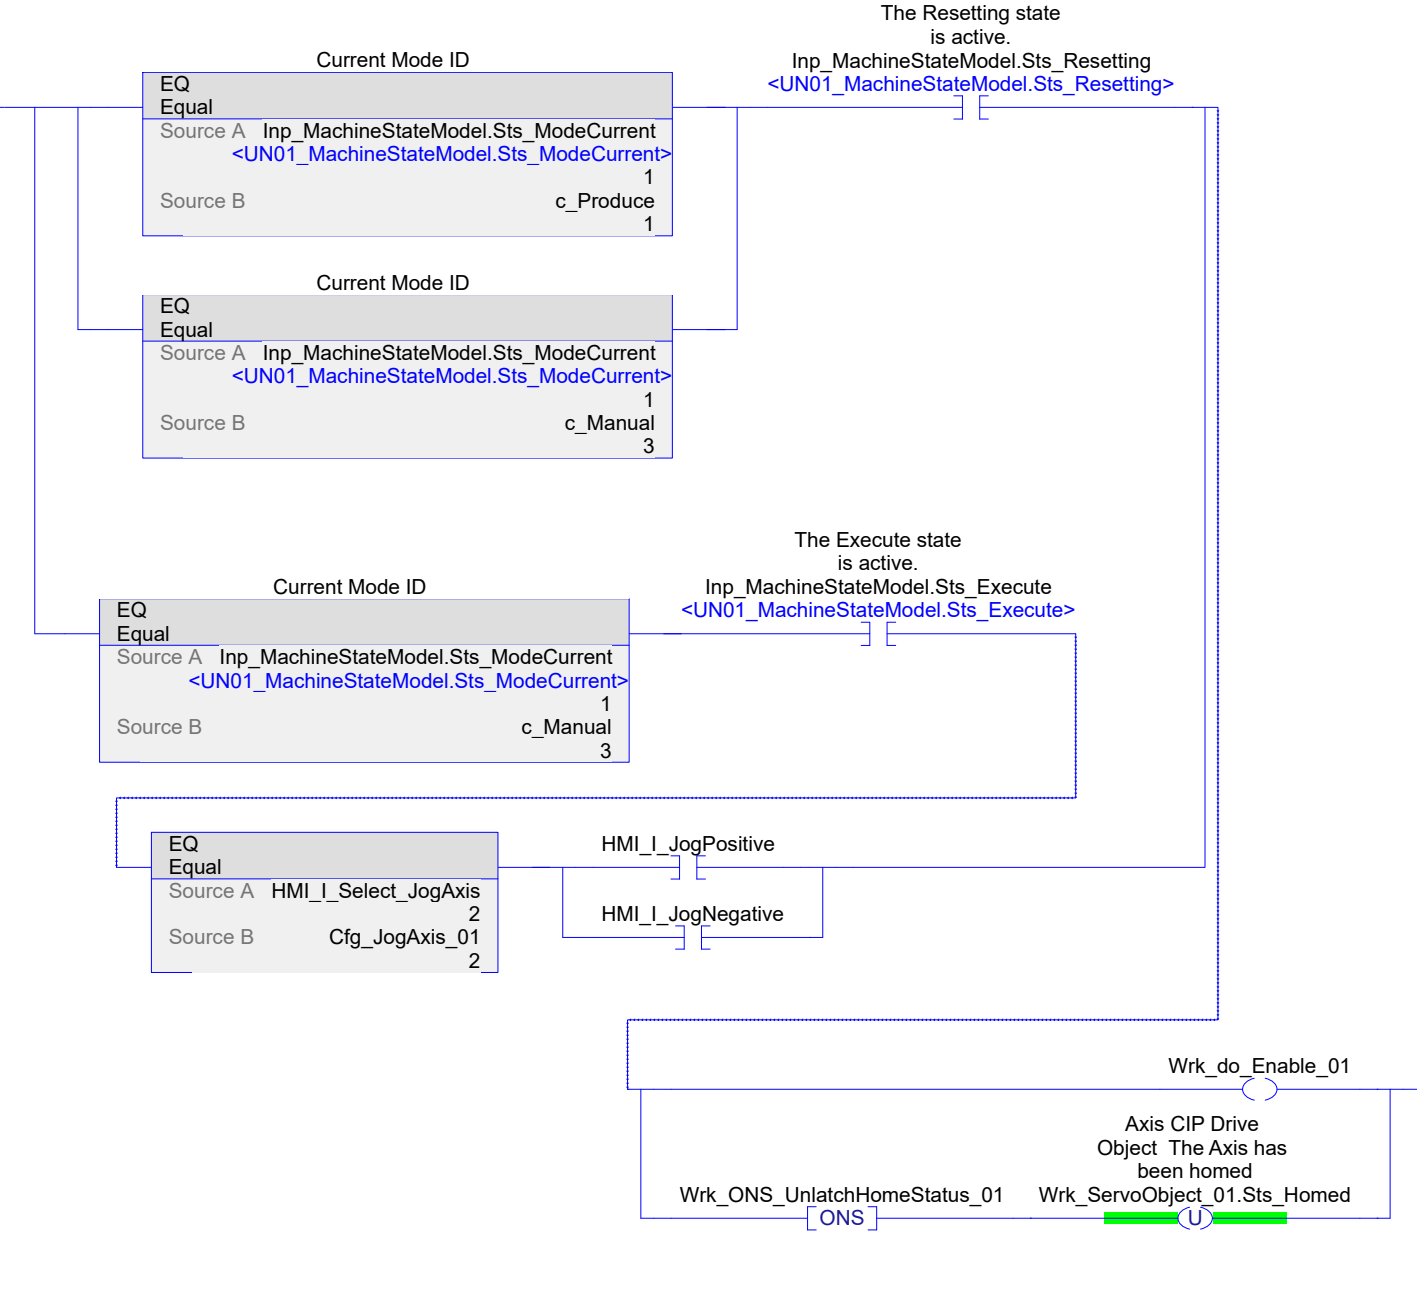 The Resetting state
is active.
Current Mode ID
Inp_MachineStateModel.Sts_Resetting
<UN01_MachineStateModel.Sts_Resetting>
EQ
Equal
Source A Inp_MachineStateModel.Sts_ModeCurrent
<UN01_MachineStateModel.Sts_ModeCurrent>
1
Source B c_Produce
1
Current Mode ID
EQ
Equal
Source A Inp_MachineStateModel.Sts_ModeCurrent
<UN01_MachineStateModel.Sts_ModeCurrent>
1
Source B c_Manual
3
The Execute state
is active.
Current Mode ID
Inp_MachineStateModel.Sts_Execute
<UN01_MachineStateModel.Sts_Execute>
EQ
Equal
Source A Inp_MachineStateModel.Sts_ModeCurrent
<UN01_MachineStateModel.Sts_ModeCurrent>
1
Source B c_Manual
3
EQ
Equal
Source A HMI_I_Select_JogAxis
2
Source B Cfg_JogAxis_01
2
HMI_I_JogPositive
HMI_I_JogNegative
Wrk_do_Enable_01
Axis CIP Drive
Object  The Axis has
been homed
Wrk_ONS_UnlatchHomeStatus_01 Wrk_ServoObject_01.Sts_Homed
ONS U